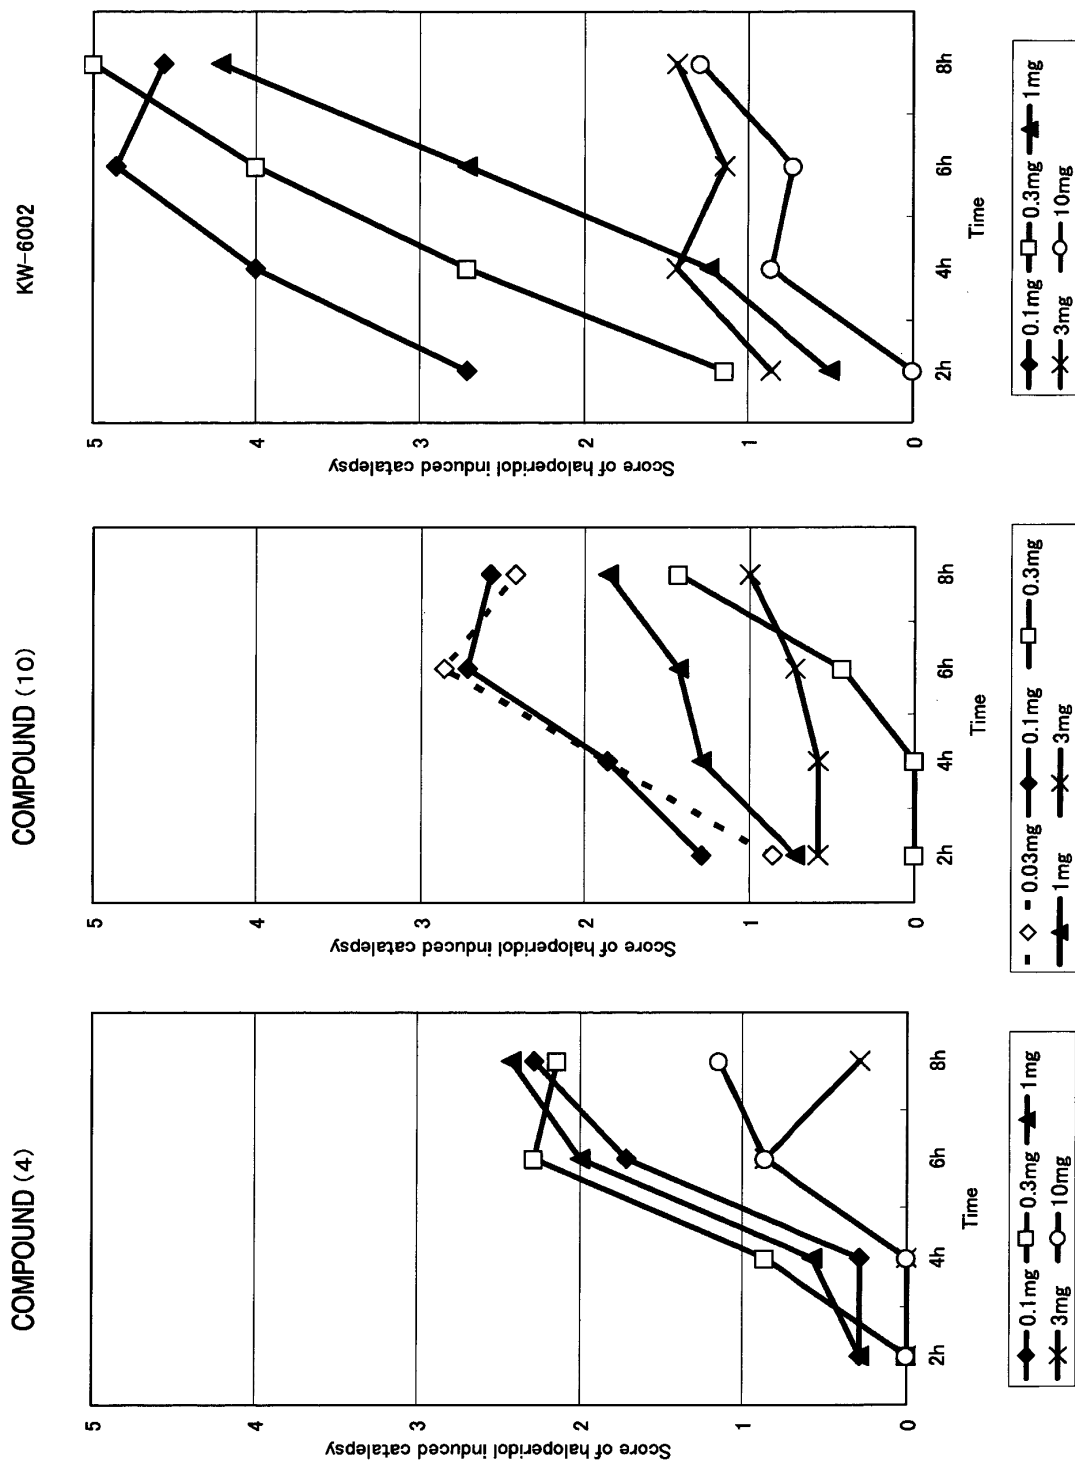 COMPOUND (4)
5
4
3
2
1
0
Score of haloperidol induced catalepsy
2h 4h 6h 8h
Time
0.1mg 0.3mg 1mg
3mg 10mg
COMPOUND (10)
5
4
3
2
1
0
Score of haloperidol induced catalepsy
2h 4h 6h 8h
Time
0.03mg 0.1mg 0.3mg
1mg 3mg
KW-6002
5
4
3
2
1
0
Score of haloperidol induced catalepsy
2h 4h 6h 8h
Time
0.1mg 0.3mg 1mg
3mg 10mg